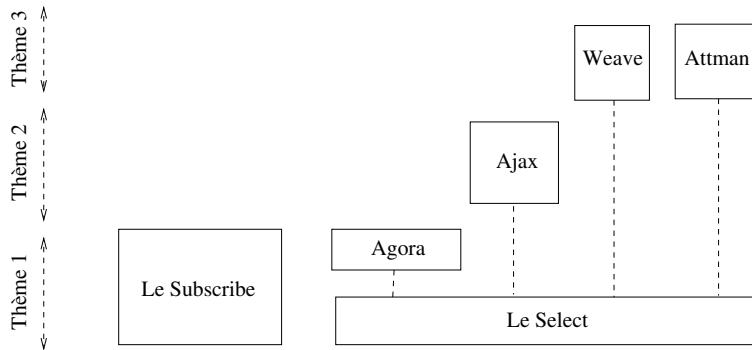 Thème 3
Weave
Attman
Thème 2
Ajax
Thème 1
Agora
Le Subscribe
Le Select